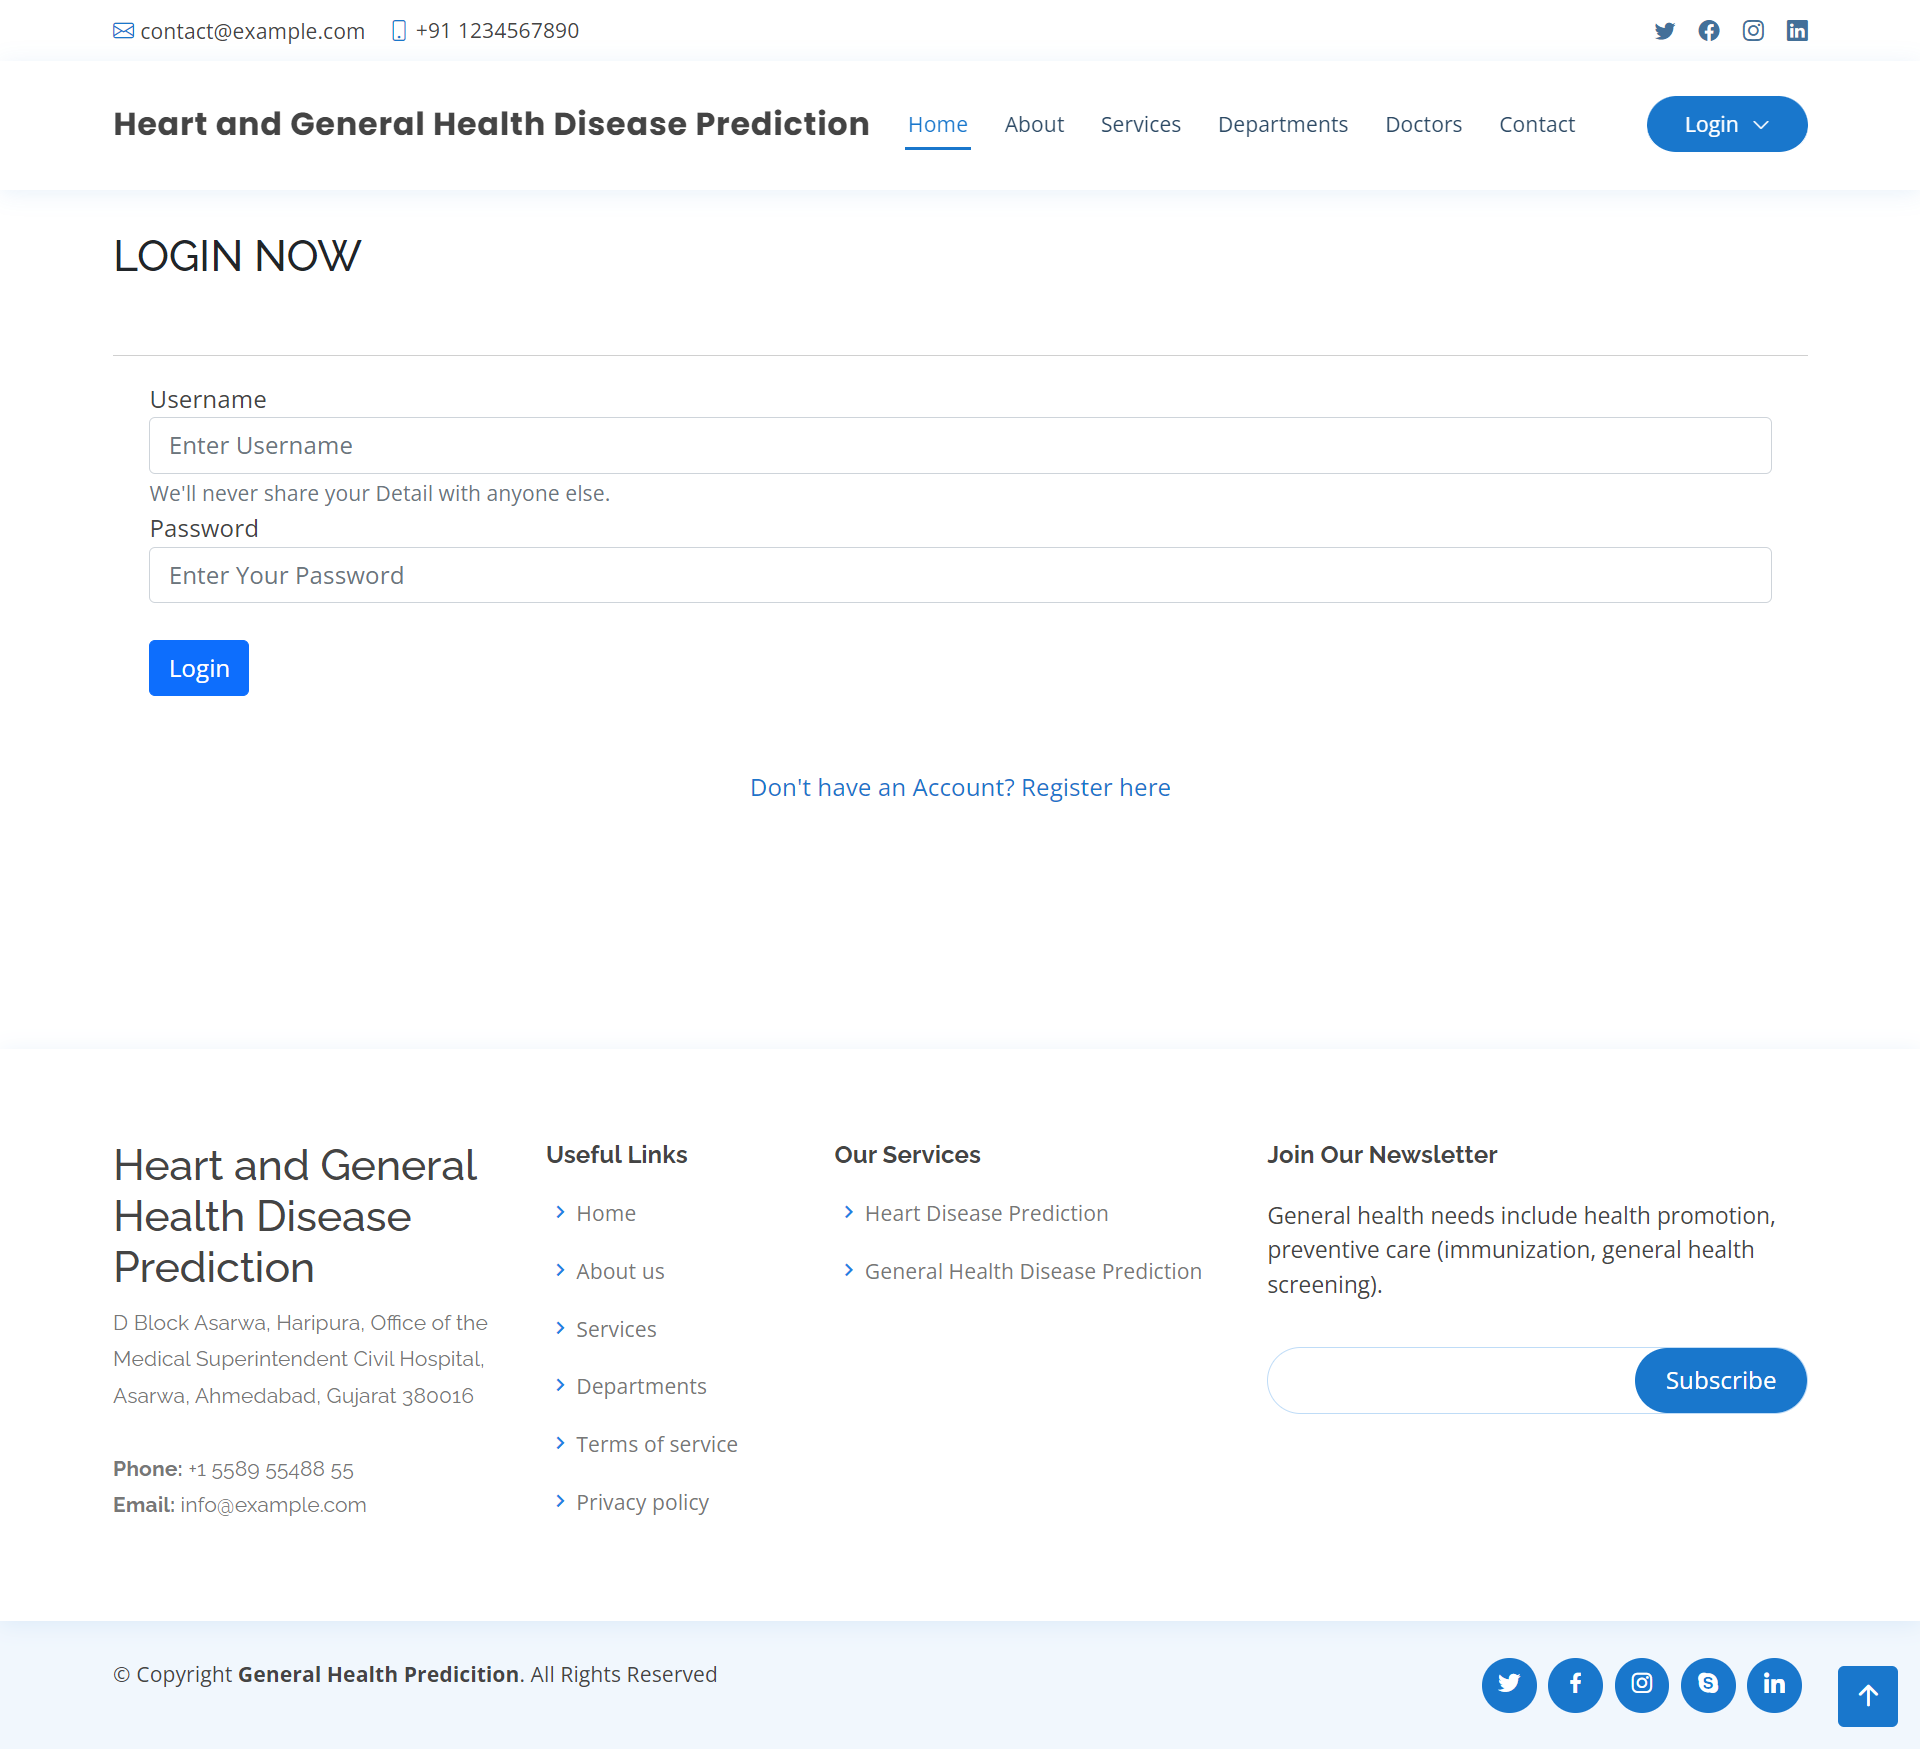 contact@example.com +91 1234567890
Heart and General Health Disease Prediction Home About Services Departments Doctors Contact Login
LOGIN NOW
Username
Enter Username
We'll never share your Detail with anyone else.
Password
Enter Your Password
Login
Don't have an Account? Register here
Heart and General
Health Disease
Prediction
D Block Asarwa, Haripura, Office of the
Medical Superintendent Civil Hospital,
Asarwa, Ahmedabad, Gujarat 380016
Phone: +1 5589 55488 55
Email: info@example.com
Useful Links
Home
About us
Services
Departments
Terms of service
Privacy policy
Our Services
Heart Disease Prediction
General Health Disease Prediction
Join Our Newsletter
General health needs include health promotion,
preventive care (immunization, general health
screening).
Subscribe
© Copyright General Health Predicition. All Rights Reserved